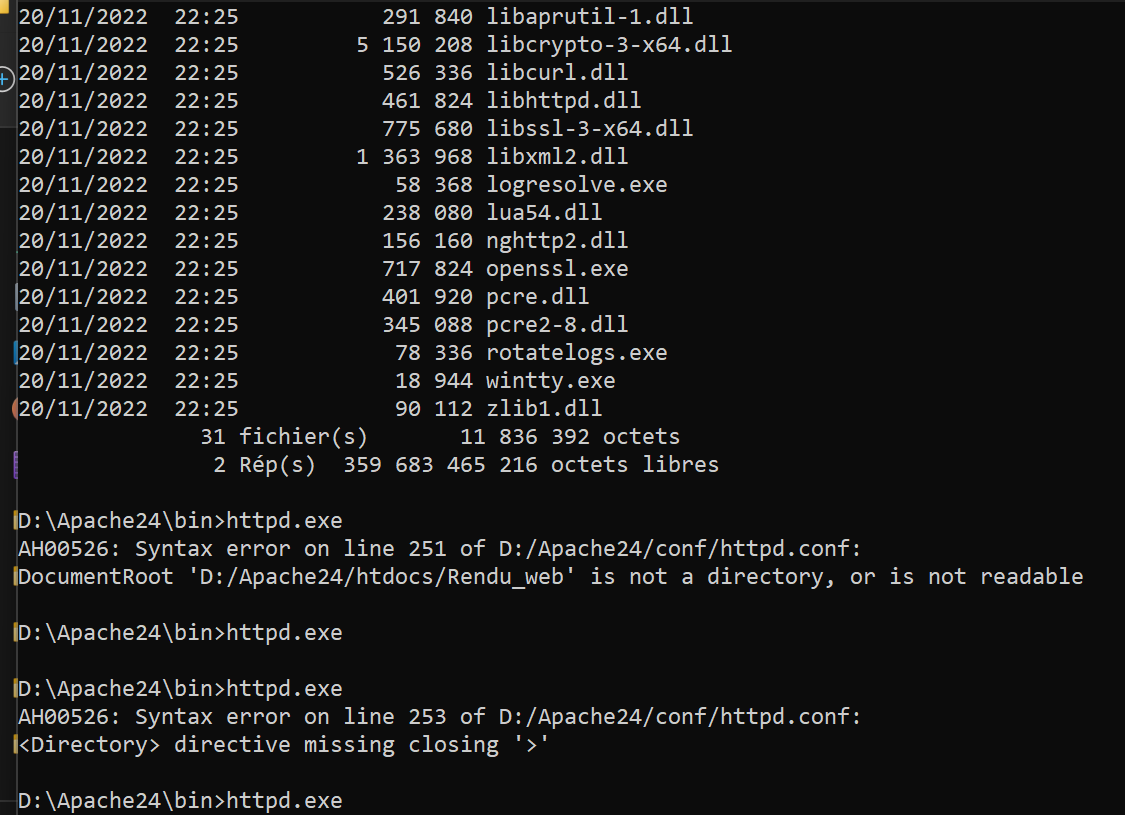 20/11/2022  22:25           291 840 libaprutil-1.dll
20/11/2022  22:25         5 150 208 libcrypto-3-x64.dll
20/11/2022  22:25           526 336 libcurl.dll
20/11/2022  22:25           461 824 libhttpd.dll
20/11/2022  22:25           775 680 libssl-3-x64.dll
20/11/2022  22:25         1 363 968 libxml2.dll
20/11/2022  22:25            58 368 logresolve.exe
20/11/2022  22:25           238 080 lua54.dll
20/11/2022  22:25           156 160 nghttp2.dll
20/11/2022  22:25           717 824 openssl.exe
20/11/2022  22:25           401 920 pcre.dll
20/11/2022  22:25           345 088 pcre2-8.dll
20/11/2022  22:25            78 336 rotatelogs.exe
20/11/2022  22:25            18 944 wintty.exe
20/11/2022  22:25            90 112 zlib1.dll
              31 fichier(s)       11 836 392 octets
               2 Rép(s)  359 683 465 216 octets libres
D:\Apache24\bin>httpd.exe
AH00526: Syntax error on line 251 of D:/Apache24/conf/httpd.conf:
DocumentRoot 'D:/Apache24/htdocs/Rendu_web' is not a directory, or is not readable
D:\Apache24\bin>httpd.exe
D:\Apache24\bin>httpd.exe
AH00526: Syntax error on line 253 of D:/Apache24/conf/httpd.conf:
<Directory> directive missing closing '>'
D:\Apache24\bin>httpd.exe